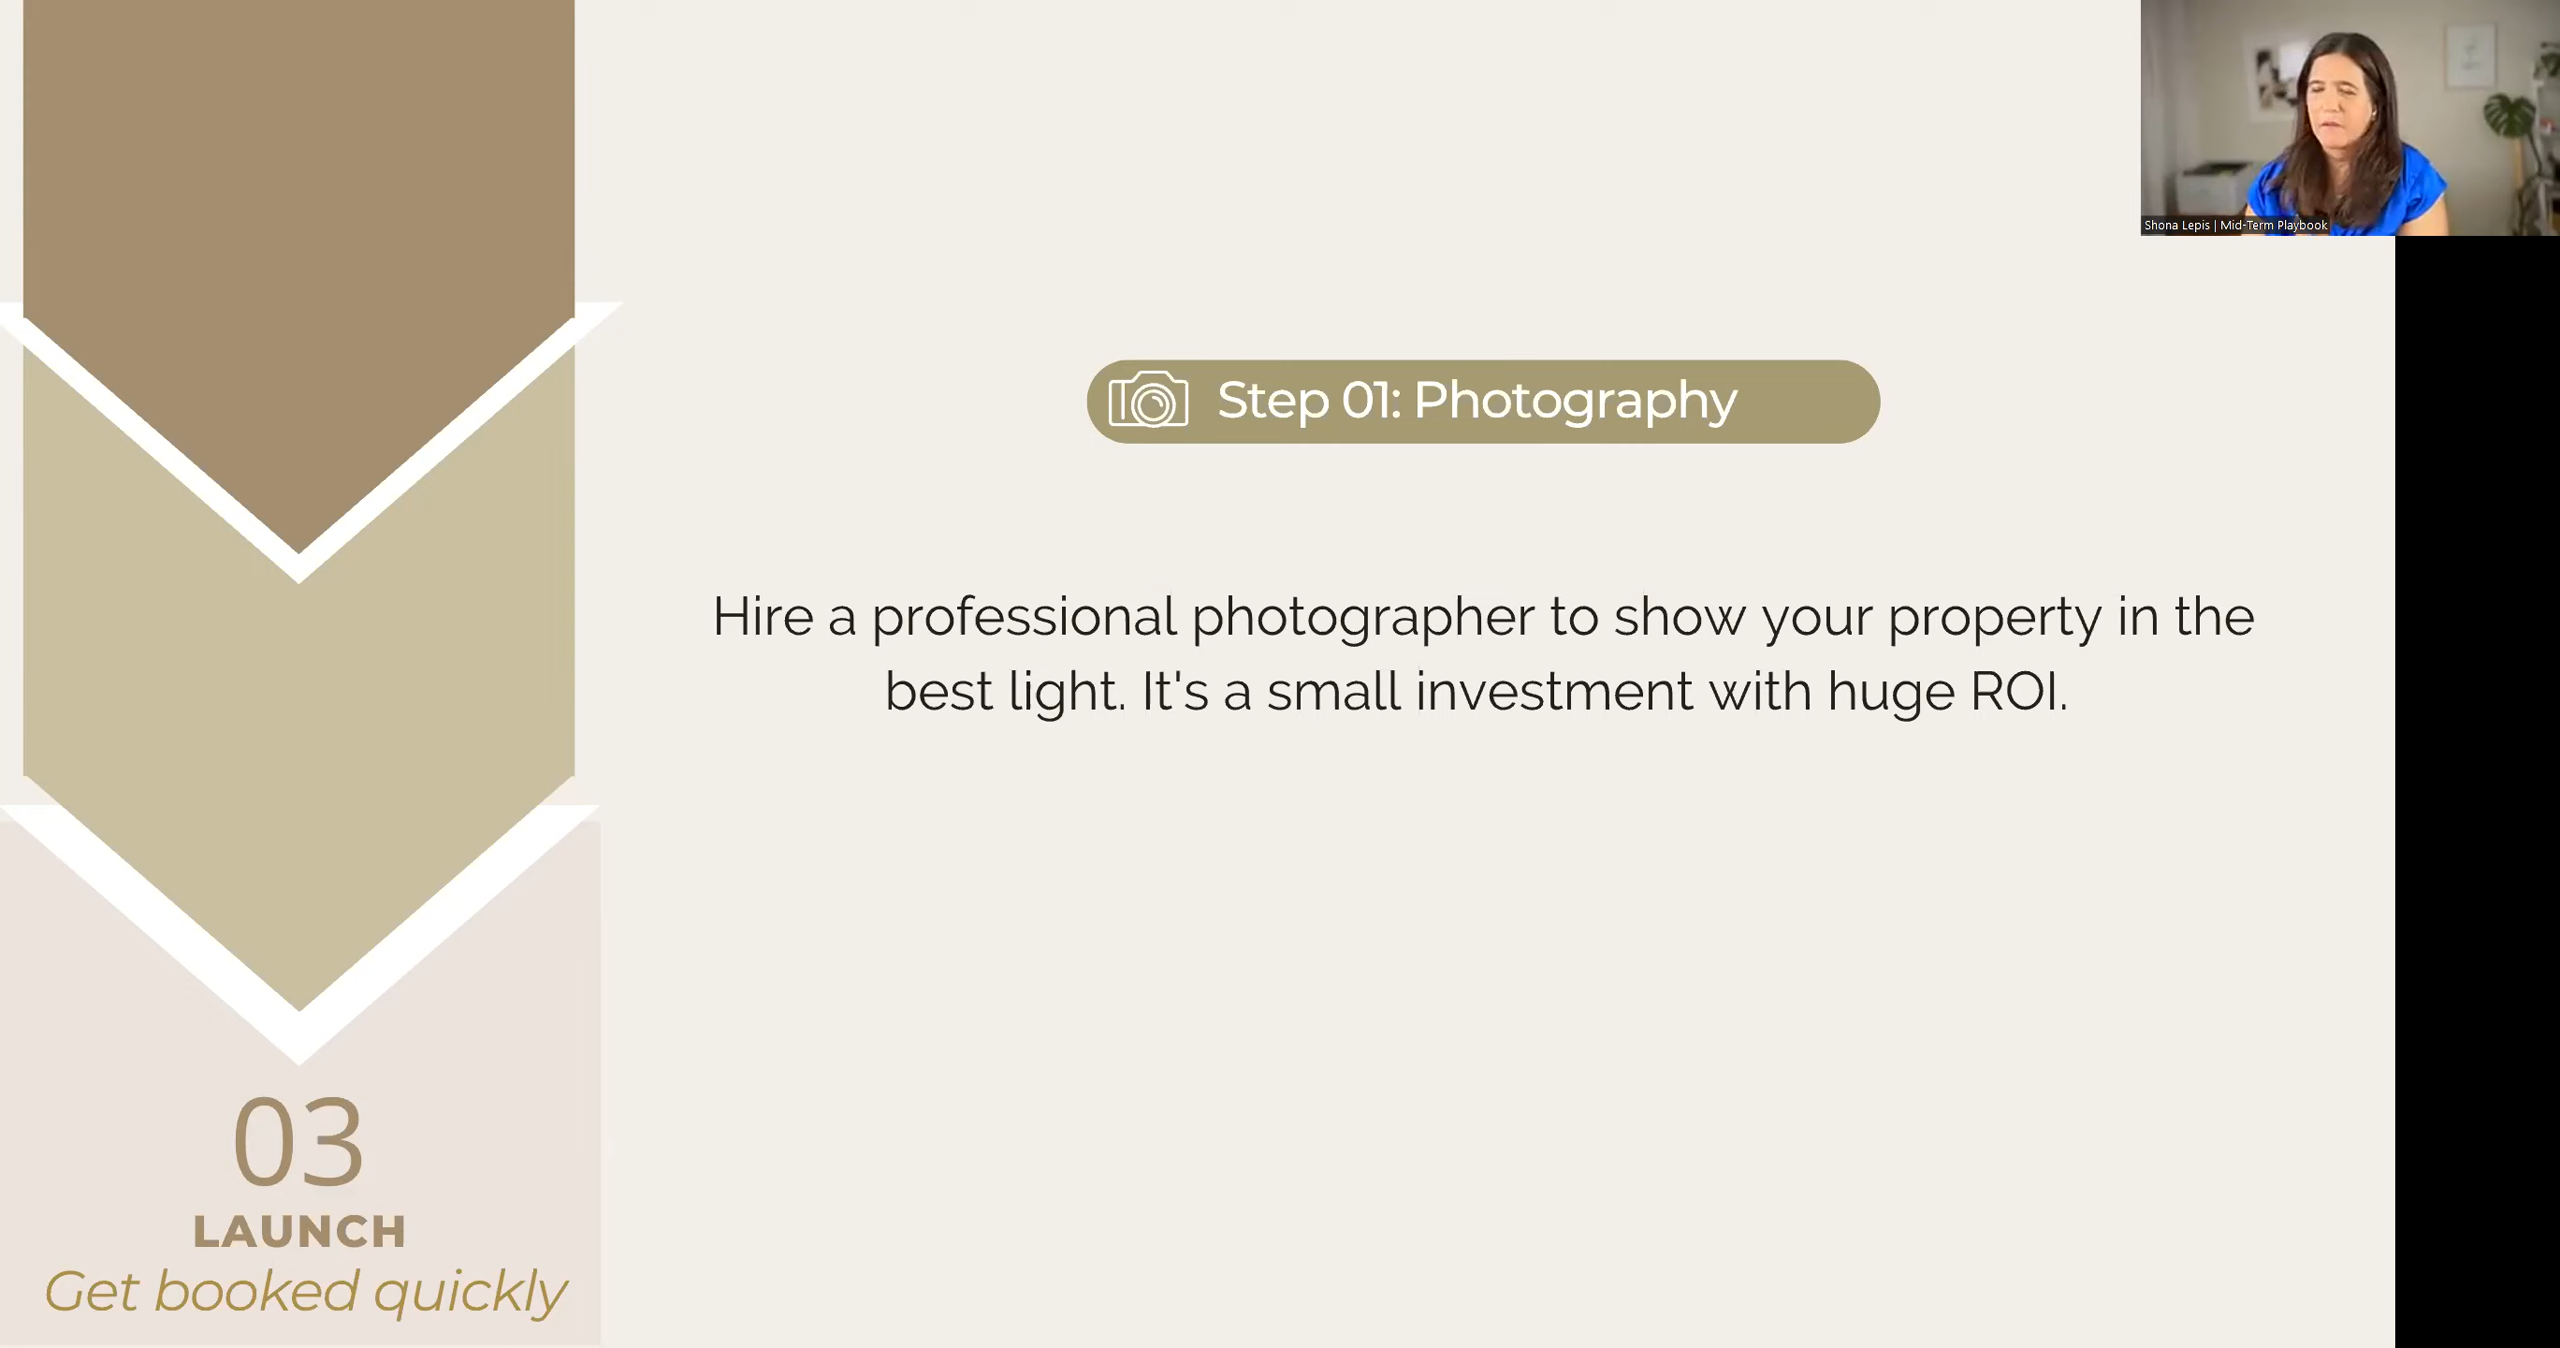 Shona Lepis | Mid-Term Playbook
Step 01: Photography
Hire a professional photographer to show your property in the
best light. It's a small investment with huge ROI.
03
LAUNCH
Get booked quickly